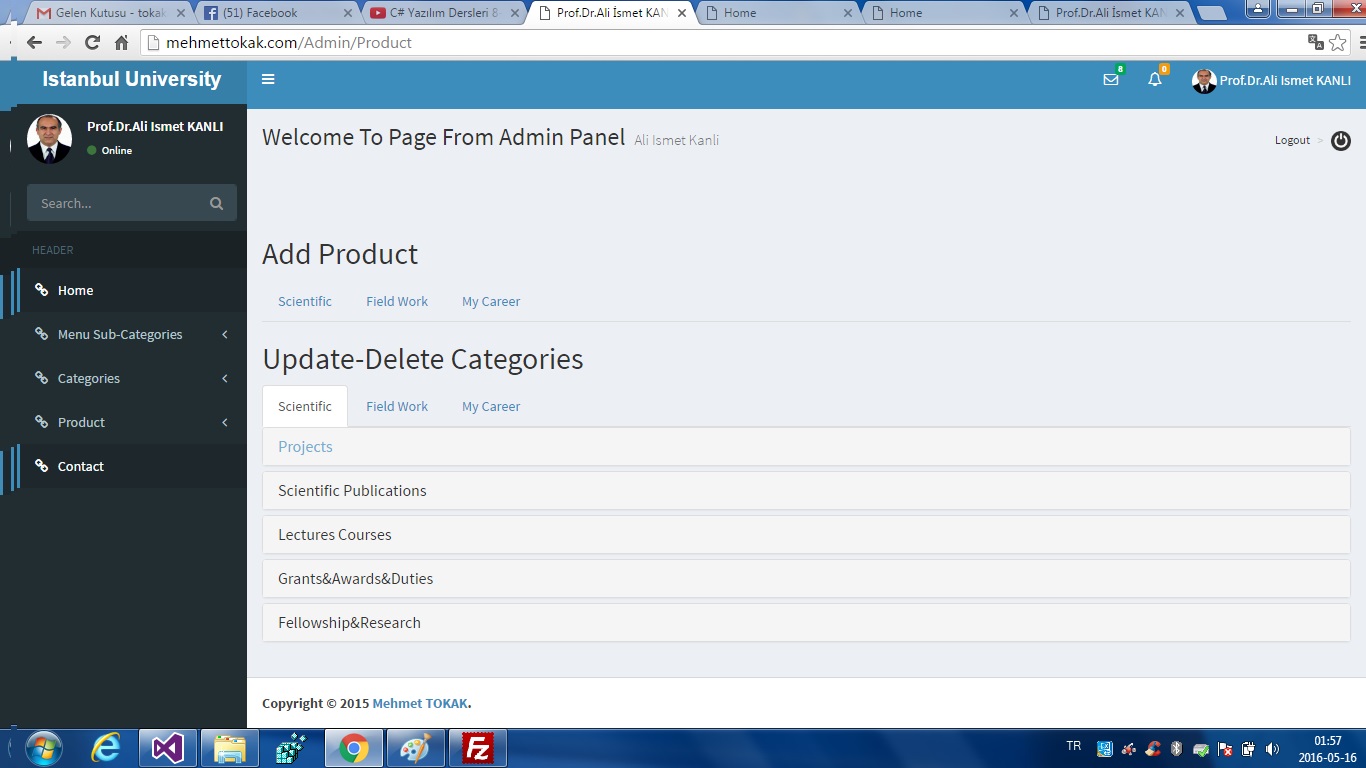 Gelen Kutusu - tokak
(51) Facebook
C# Yazılım Dersleri 8-
Prof.Dr.Ali İsmet KAN
Home
Home
Prof.Dr.Ali İsmet KAN
mehmettokak.com/Admin/Product
Istanbul University
8
0
Prof.Dr.Ali Ismet KANLI
Prof.Dr.Ali Ismet KANLI
Online
Welcome To Page From Admin Panel Ali Ismet Kanli
Logout >
Search...
HEADER
Home
Menu Sub-Categories
Categories
Product
Contact
Add Product
Scientific Field Work My Career
Update-Delete Categories
Scientific Field Work My Career
Projects
Scientific Publications
Lectures Courses
Grants&Awards&Duties
Fellowship&Research
Copyright © 2015 Mehmet TOKAK.
TR
01:57
2016-05-16